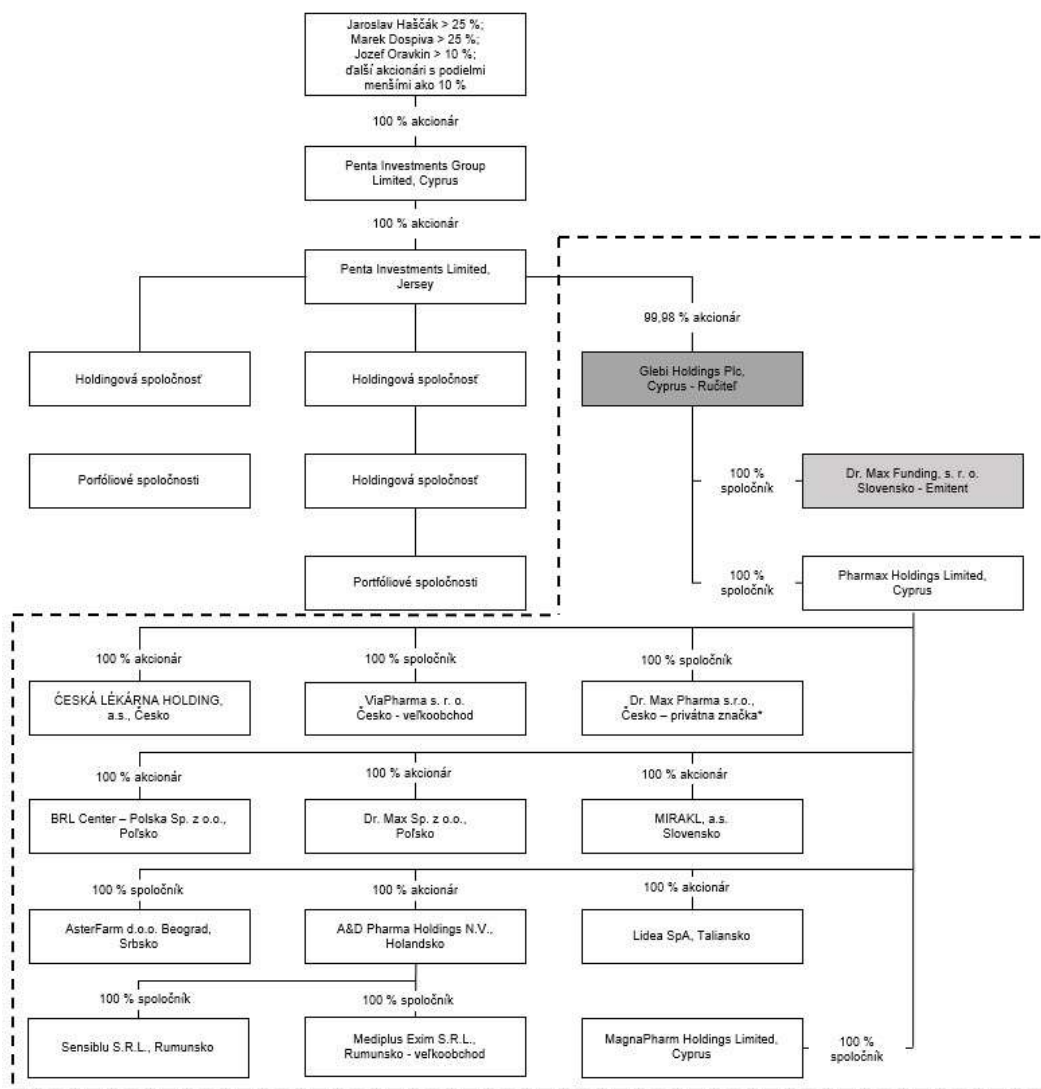 Jaroslav Haščák > 25 %;
Marek Dospiva > 25 %;
Jozef Oravkin > 10 %;
ďalší akcionári s podielmi
menšími ako 10 %
100 % akcionár
Penta Investments Group
Limited, Cyprus
100 % akcionár
Penta Investments Limited,
Jersey
99,98 % akcionár
Holdingová spoločnosť
Holdingová spoločnosť
Glebi Holdings Plc,
Cyprus - Ručiteľ
Porfóliové spoločnosti
Holdingová spoločnosť
100 %
spoločník
Dr. Max Funding, s. r. o.
Slovensko - Emitent
Portfóliové spoločnosti
100 %
spoločník
Pharmax Holdings Limited,
Cyprus
100 % akcionár
100 % spoločník
100 % spoločník
ČESKÁ LÉKÁRNA HOLDING,
a.s., Česko
ViaPharma s. r. o.
Česko - veľkoobchod
Dr. Max Pharma s.r.o.,
Česko – privátna značka*
100 % akcionár
100 % akcionár
100 % akcionár
BRL Center – Polska Sp. z o.o.,
Poľsko
Dr. Max Sp. z o.o.,
Poľsko
MIRAKL, a.s.
Slovensko
100 % spoločník
100 % akcionár
100 % akcionár
AsterFarm d.o.o. Beograd,
Srbsko
A&D Pharma Holdings N.V.,
Holandsko
Lidea SpA, Taliansko
100 % spoločník
100 % spoločník
Sensiblu S.R.L., Rumunsko
Mediplus Exim S.R.L.,
Rumunsko - veľkoobchod
MagnaPharm Holdings Limited,
Cyprus
100 %
spoločník